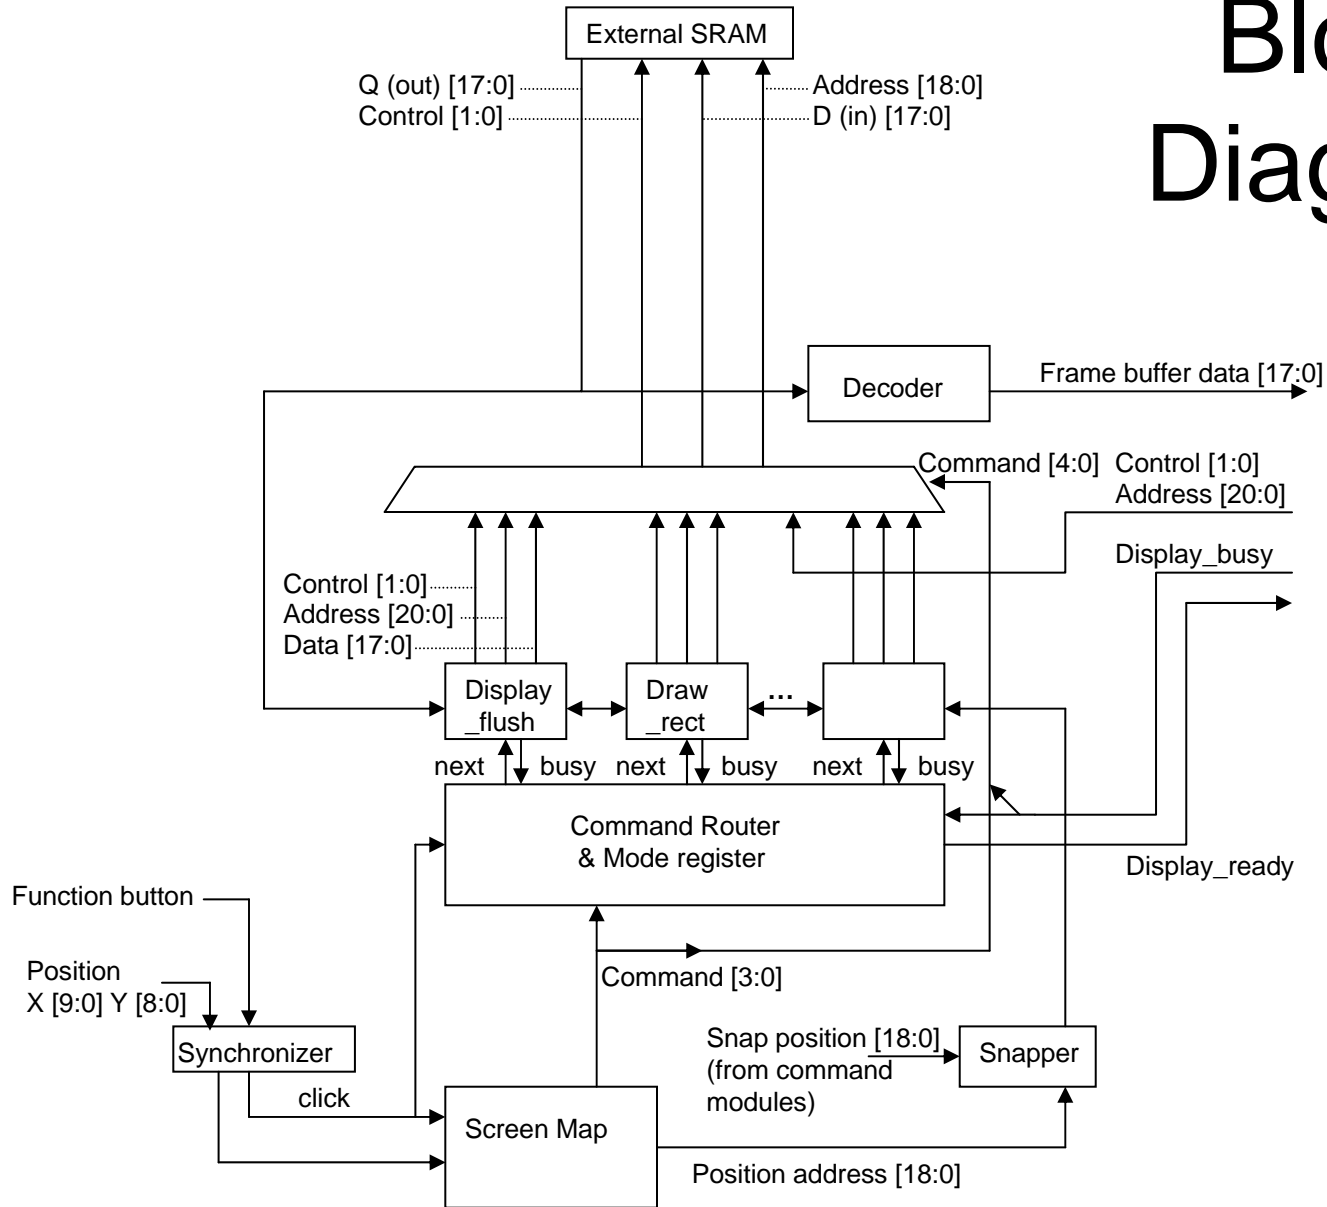 Blo
Diag
External SRAM
Q (out) [17:0]
Control [1:0]
Address [18:0]
D (in) [17:0]
Decoder
Frame buffer data [17:0]
Command [4:0]
Control [1:0]
Address [20:0]
Display_busy
Control [1:0]
Address [20:0]
Data [17:0]
Display
_flush
Draw
_rect
...
next
busy
next
busy
next
busy
Command Router
& Mode register
Display_ready
Function button
Position
X [9:0] Y [8:0]
Command [3:0]
Synchronizer
Snap position [18:0]
(from command
modules)
Snapper
click
Screen Map
Position address [18:0]